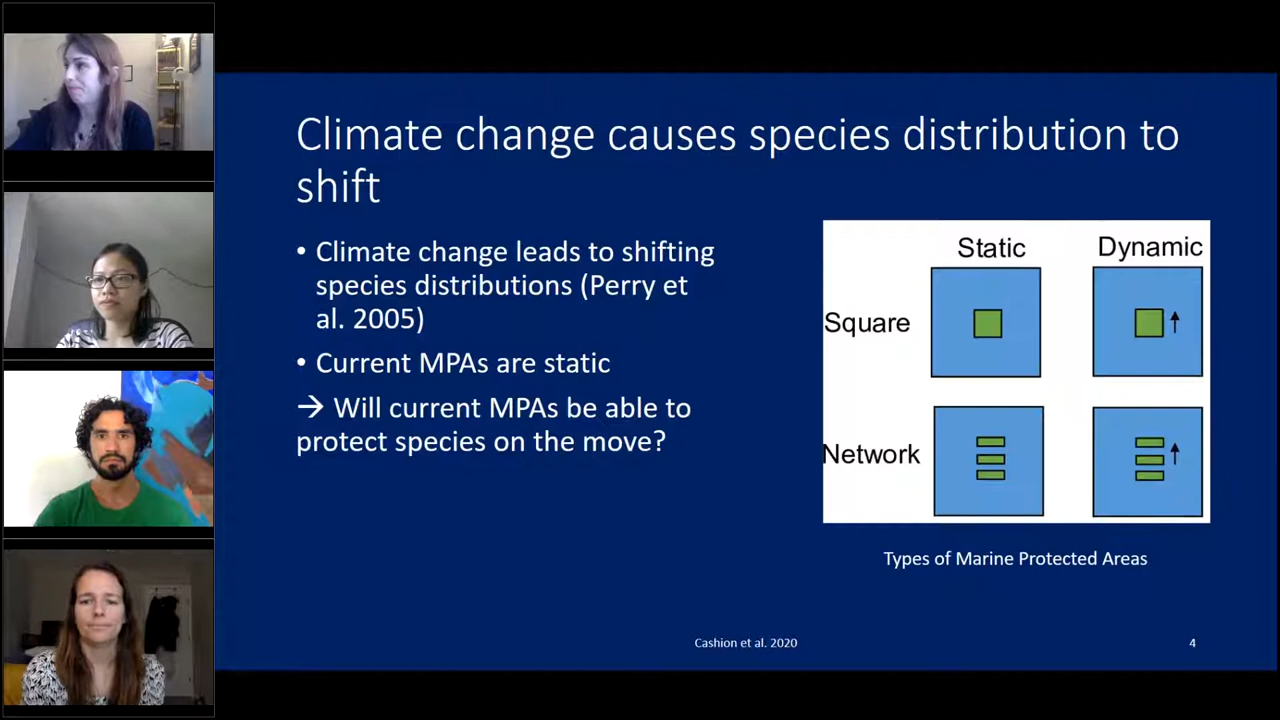 Climate change causes species distribution to
shift
• Climate change leads to shifting
species distributions (Perry et
al. 2005)
• Current MPAs are static
→ Will current MPAs be able to
protect species on the move?
Static Dynamic
Square
Network
Types of Marine Protected Areas
Cashion et al. 2020
4